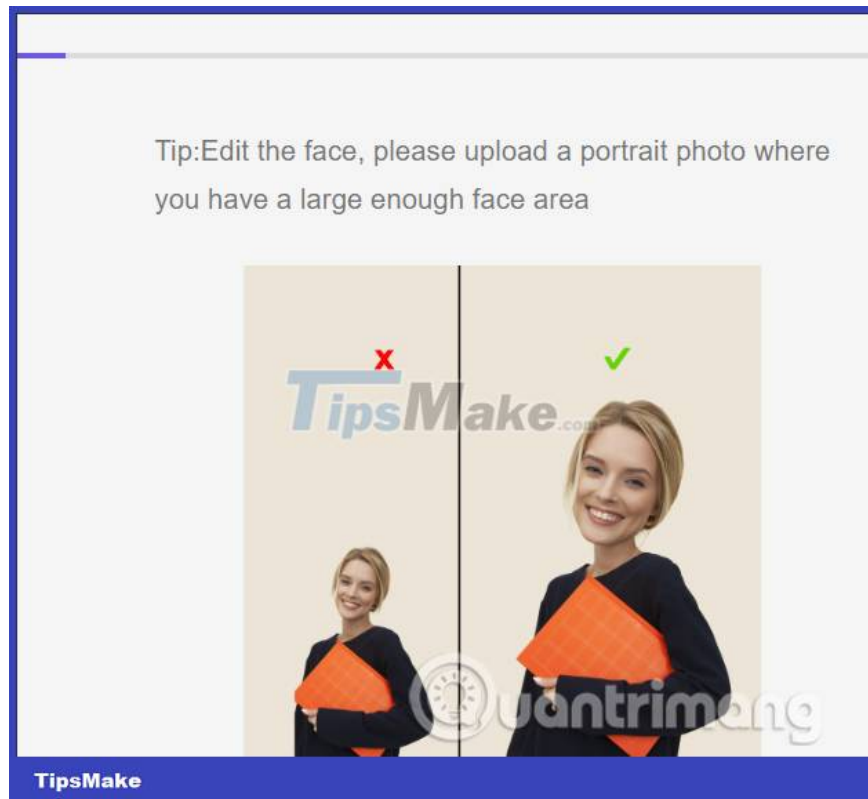 Tip:Edit the face, please upload a portrait photo where
you have a large enough face area
TipsMake.com
Quantrimang
TipsMake